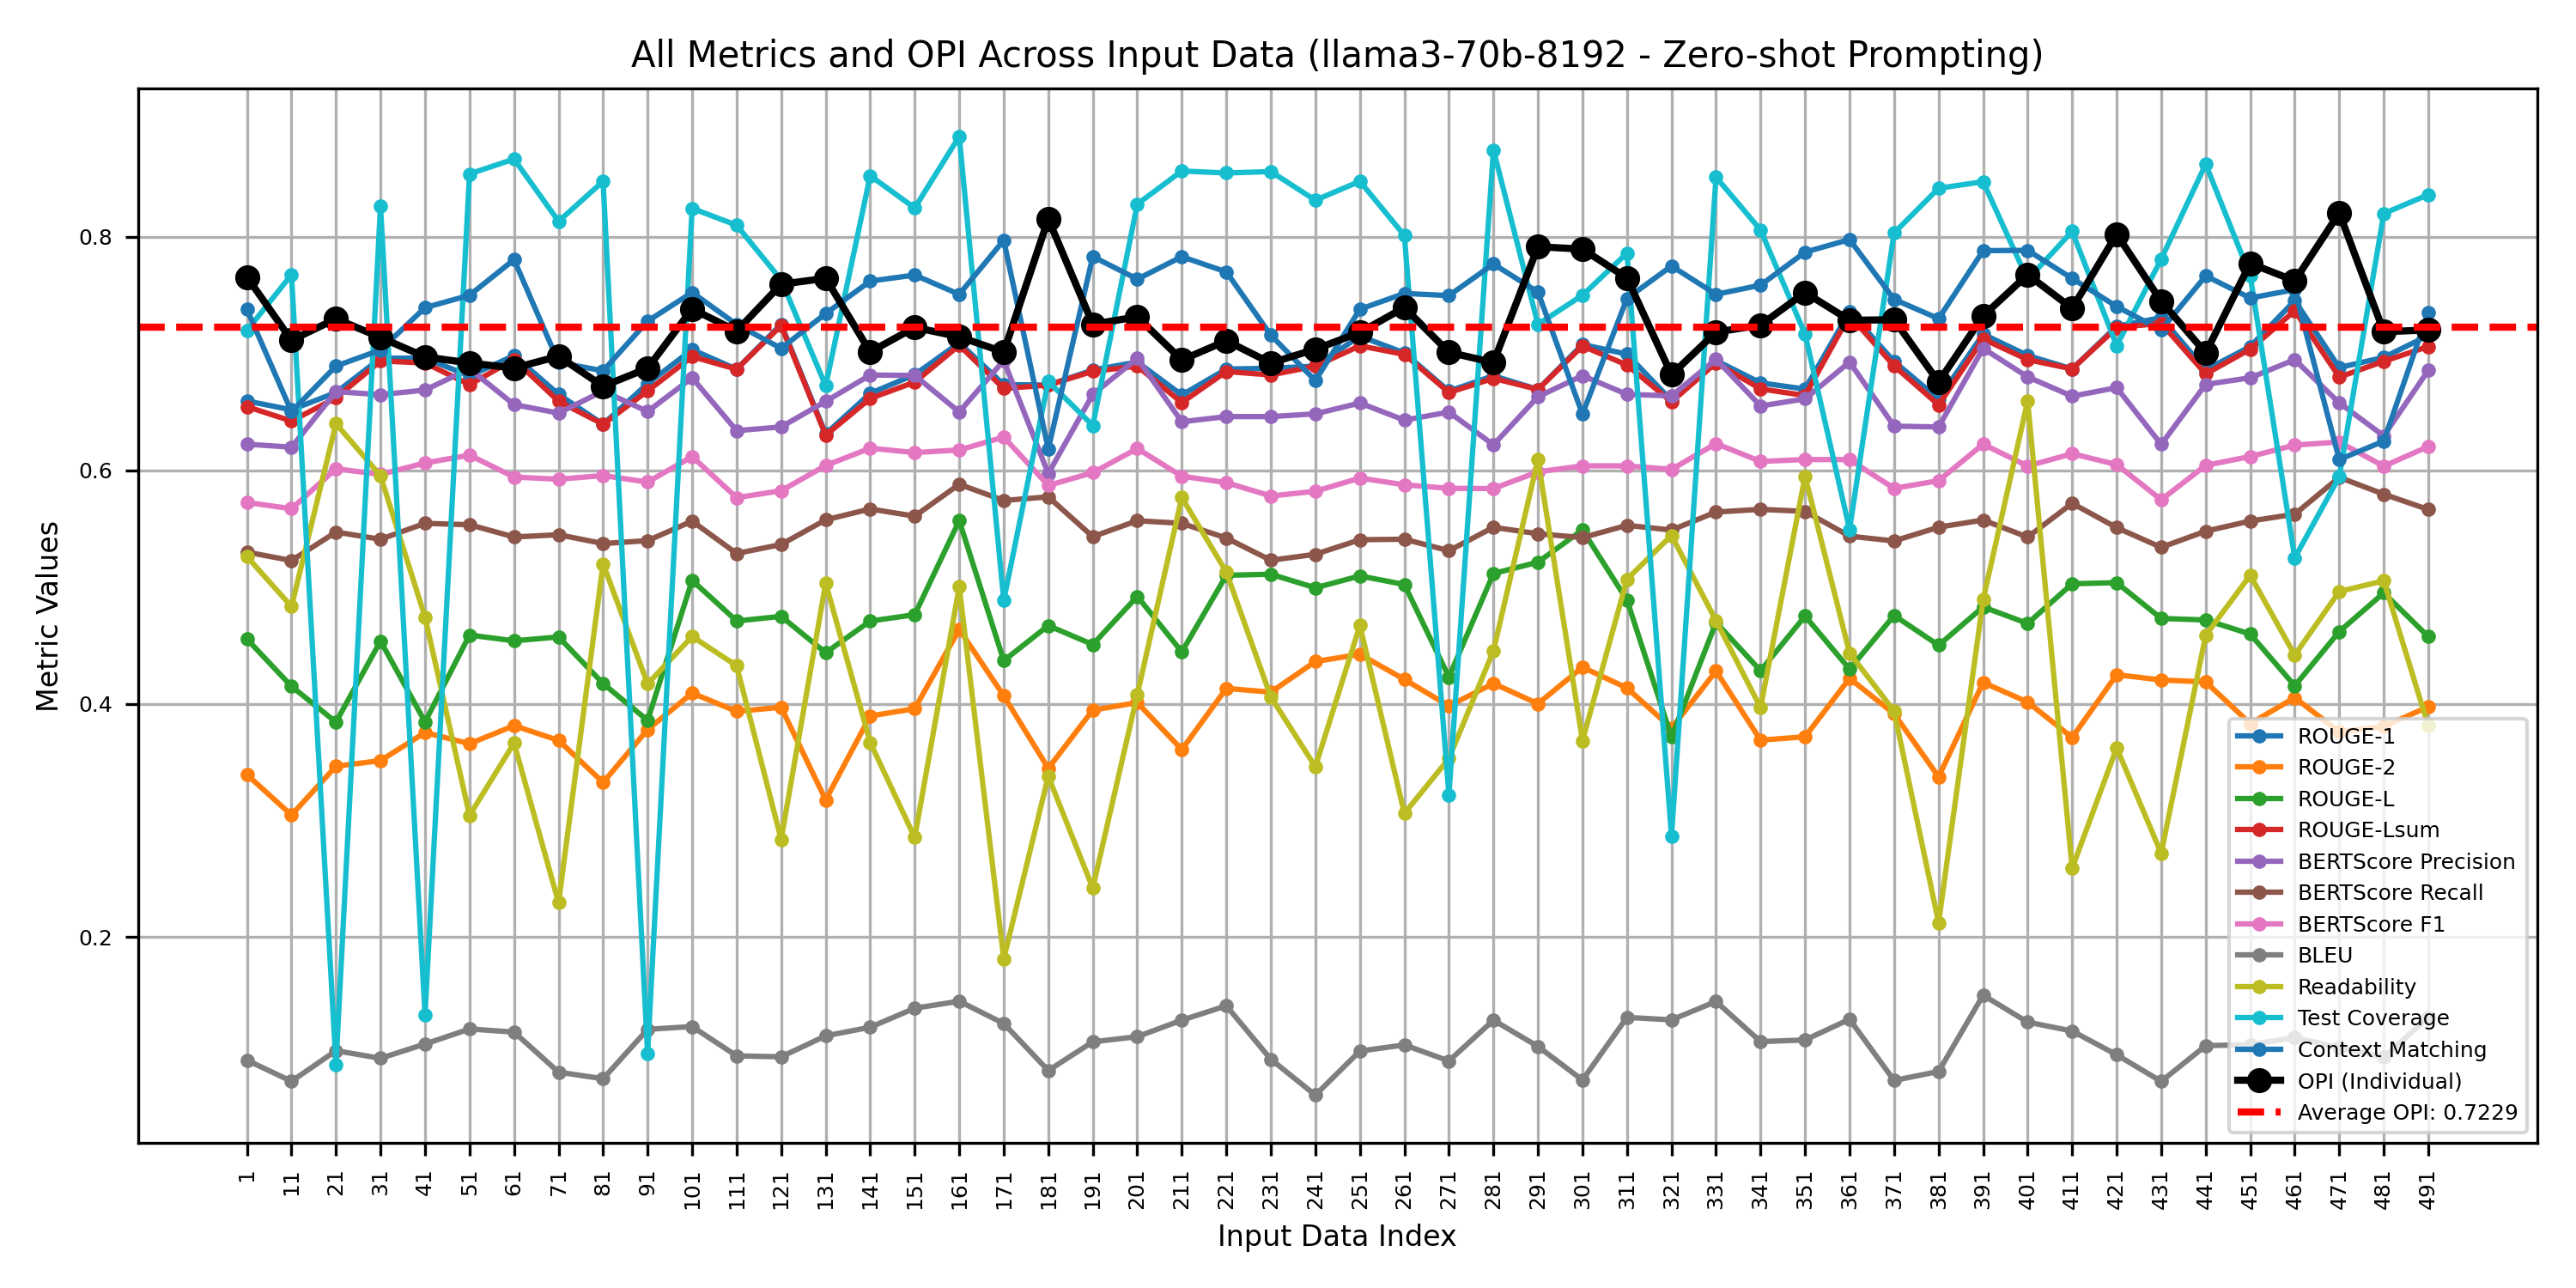 All Metrics and OPI Across Input Data (llama3-70b-8192 - Zero-shot Prompting)
Metric Values
0.8
0.6
0.4
0.2
ROUGE-1
ROUGE-2
ROUGE-L
ROUGE-Lsum
BERTScore Precision
BERTScore Recall
BERTScore F1
BLEU
Readability
Test Coverage
Context Matching
OPI (Individual)
Average OPI: 0.7229
1 11 21 31 41 51 61 71 81 91 101 111 121 131 141 151 161 171 181 191 201 211 221 231 241 251 261 271 281 291 301 311 321 331 341 351 361 371 381 391 401 411 421 431 441 451 461 471 481 491
Input Data Index